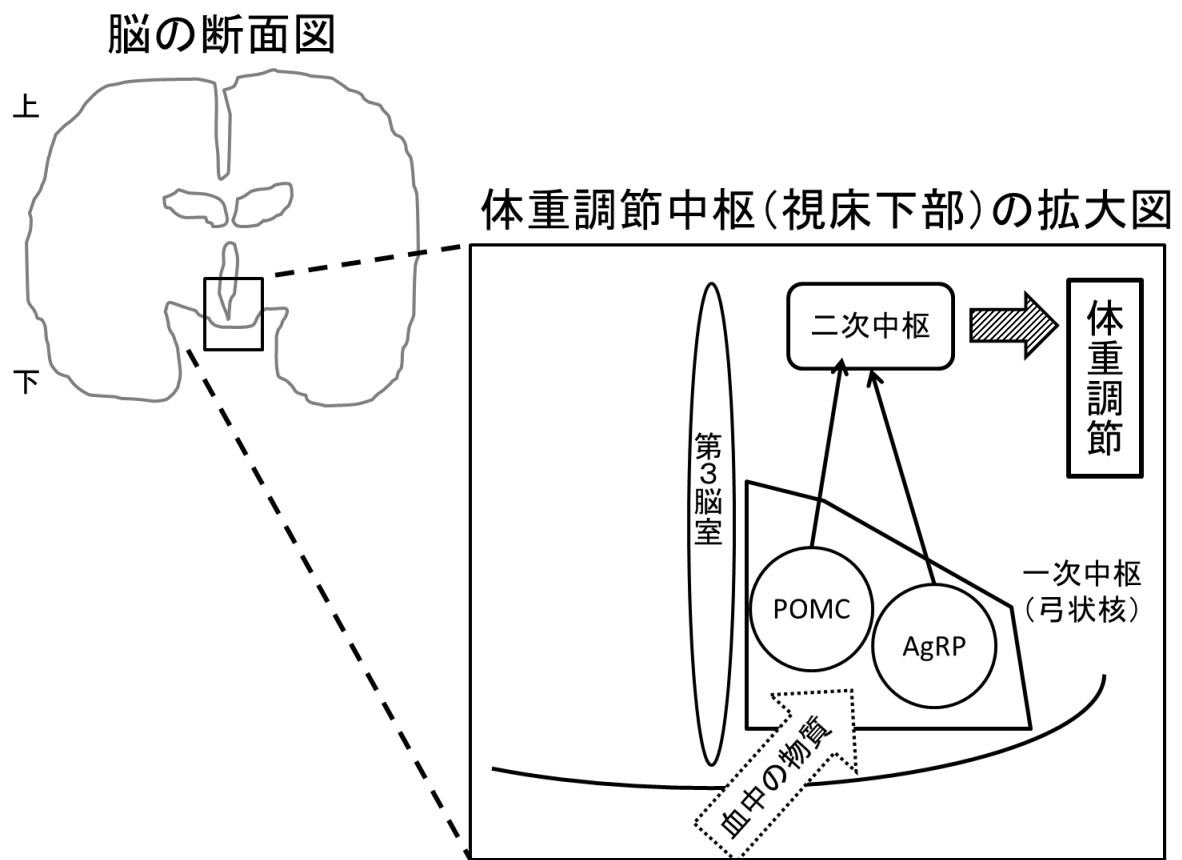 脳の断面図
上
下
体重調節中枢（視床下部）の拡大図
二次中枢
体重調節
第３脳室
POMC
AgRP
一次中枢
（弓状核）
血中の物質